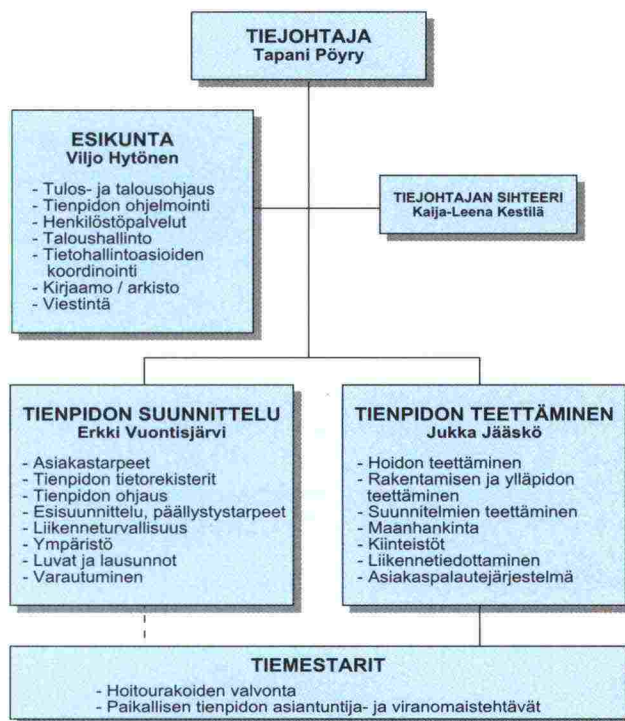 TIEJOHTAJA
Tapani Pöyry
ESIKUNTA
Viljo Hytönen
- Tulos- ja talousohjaus
- Tienpidon ohjelmointi
- Henkilöstöpalvelut
- Taloushallinto
- Tietohallintoasioiden
koordinointi
- Kirjaamo / arkisto
- Viestintä
TIEJOHTAJAN SIHTEERI
Kaija-Leena Kestilä
TIENPIDON SUUNNITTELU
Erkki Vuontisjärvi
- Asiakastarpeet
- Tienpidon tietorekisterit
- Tienpidon ohjaus
- Esisuunnittelu, päällystystarpeet
- Liikenneturvallisuus
- Ympäristö
- Luvat ja lausunnot
- Varautuminen
TIENPIDON TEETTÄMINEN
Jukka Jääskö
- Hoidon teettäminen
- Rakentamisen ja ylläpidon
teettäminen
- Suunnitelmien teettäminen
- Maanhankinta
- Kiinteistöt
- Liikennetiedottaminen
- Asiakaspalautejärjestelmä
TIEMESTARIT
- Hoitourakoiden valvonta
- Paikallisen tienpidon asiantuntija- ja viranomaistehtävät